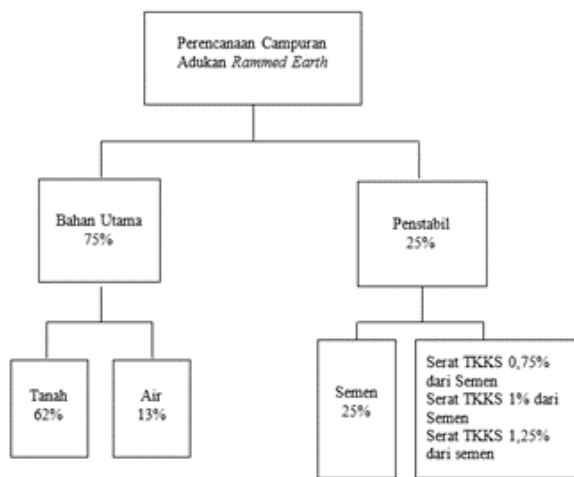 Perencanaan Campuran
Adukan Rammed Earth
Bahan Utama
75%
Penstabil
25%
Tanah
62%
Air
13%
Semen
25%
Serat TKKS 0,75%
dari Semen
Serat TKKS 1% dari
Semen
Serat TKKS 1,25%
dari semen